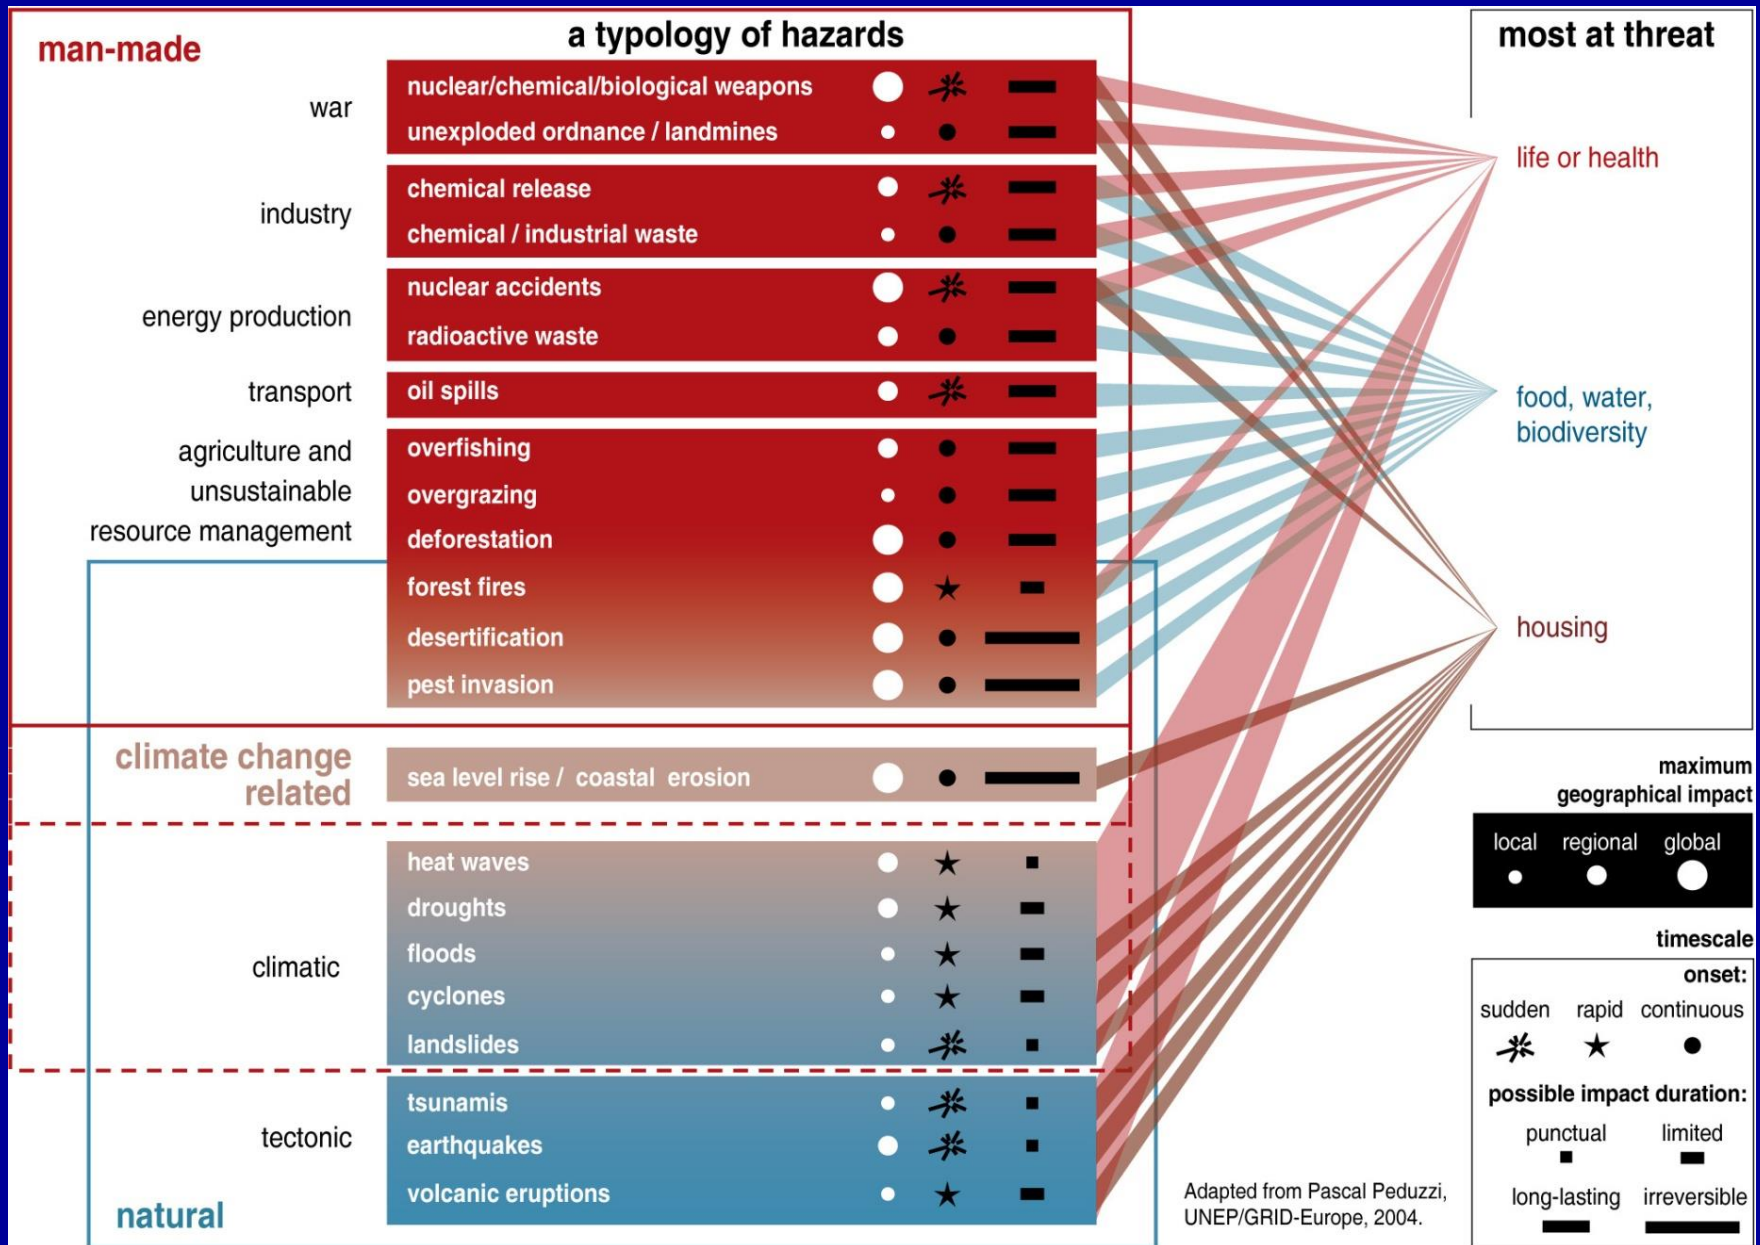 a typology of hazards
most at threat
man-made
war
nuclear/chemical/biological weapons
unexploded ordnance / landmines
industry
chemical release
chemical / industrial waste
energy production
nuclear accidents
radioactive waste
transport
oil spills
agriculture and
unsustainable
resource management
overfishing
overgrazing
deforestation
forest fires
desertification
pest invasion
climate change
related
sea level rise / coastal erosion
climatic
heat waves
droughts
floods
cyclones
landslides
tectonic
tsunamis
earthquakes
volcanic eruptions
natural
life or health
food, water,
biodiversity
housing
maximum
geographical impact
local regional global
timescale
onset:
sudden rapid continuous
possible impact duration:
punctual limited
long-lasting irreversible
Adapted from Pascal Peduzzi,
UNEP/GRID-Europe, 2004.